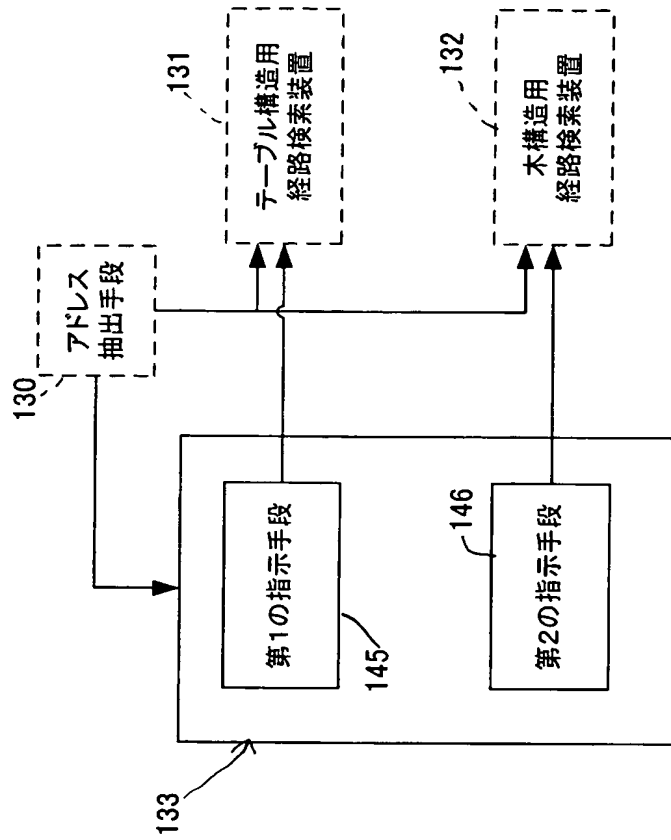 130
アドレス
抽出手段
131
テーブル構造用
経路検索装置
132
木構造用
経路検索装置
133
第1の指示手段
145
第2の指示手段
146